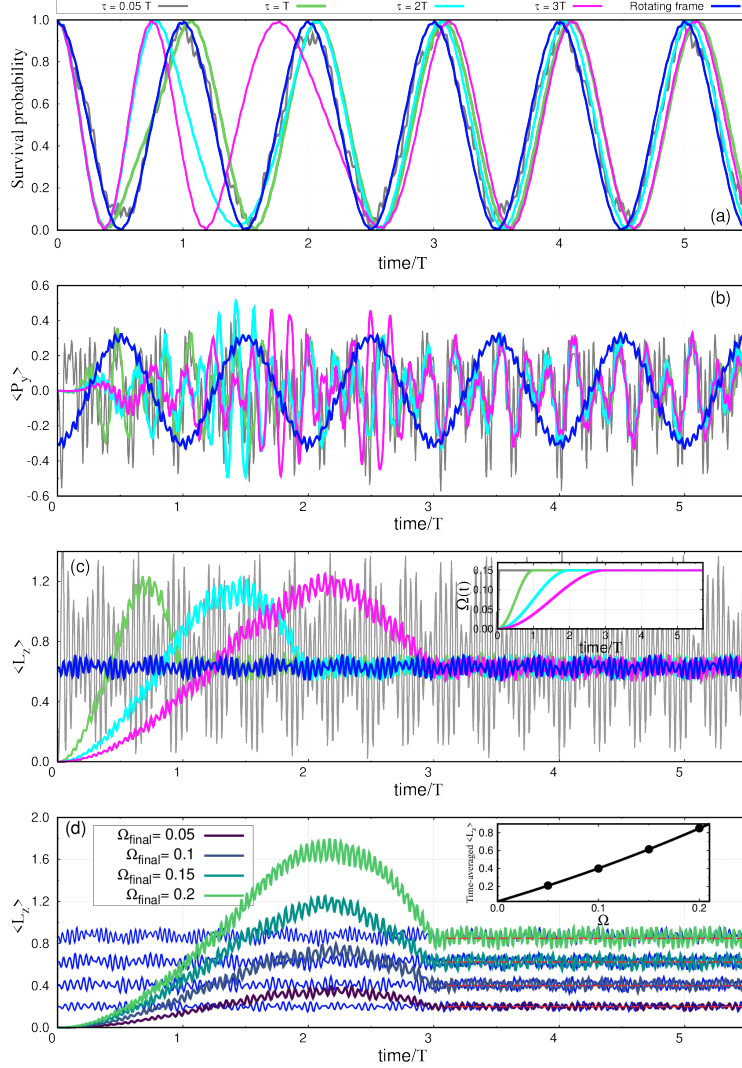 τ = 0.05 T τ = T τ = 2T τ = 3T Rotating frame
Survival probability
1.0
0.8
0.6
0.4
0.2
0.0
(a)
0 1 2 3 4 5
time/T
<P_y>
0.6
0.4
0.2
0.0
-0.2
-0.4
-0.6
(b)
0 1 2 3 4 5
time/T
<L_z>
(c)
1.2
0.8
0.4
0.0
Ω(t)
0.15
0.10
0.05
0.00
0 1 2 3 4 5
time/T
0 1 2 3 4 5
time/T
<L_z>
(d)
2.0
1.6
1.2
0.8
0.4
0.0
Ω_final= 0.05
Ω_final= 0.1
Ω_final= 0.15
Ω_final= 0.2
Time-averaged <L_z>
0.8
0.6
0.4
0.2
0.0 0.1 0.2
Ω
0 1 2 3 4 5
time/T